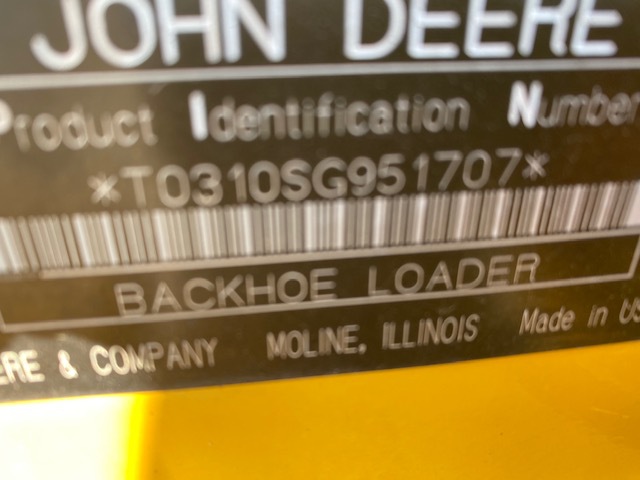 JOHN DEERE
Product Identification Number
*T0310SG951707*
BACKHOE LOADER
ERE & COMPANY MOLINE, ILLINOIS Made in US